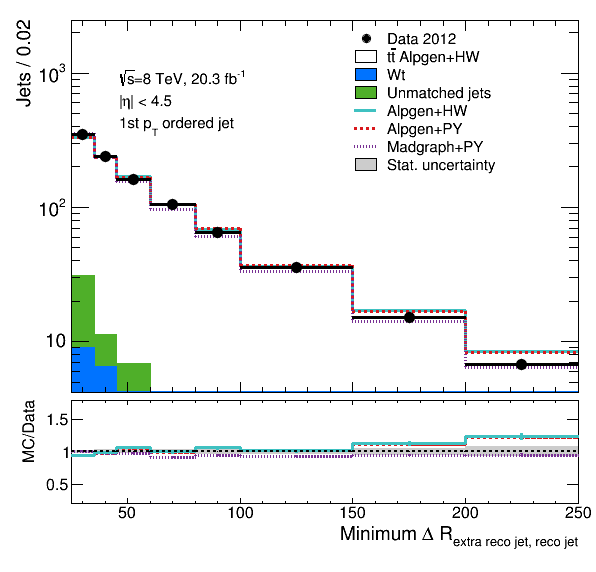 Jets / 0.02
10³
10²
10
√s=8 TeV, 20.3 fb⁻¹
|η| < 4.5
1st p_T ordered jet
Data 2012
tt̄ Alpgen+HW
Wt
Unmatched jets
Alpgen+HW
Alpgen+PY
Madgraph+PY
Stat. uncertainty
MC/Data
1.5
1
0.5
50 100 150 200 250
Minimum Δ R_extra reco jet, reco jet